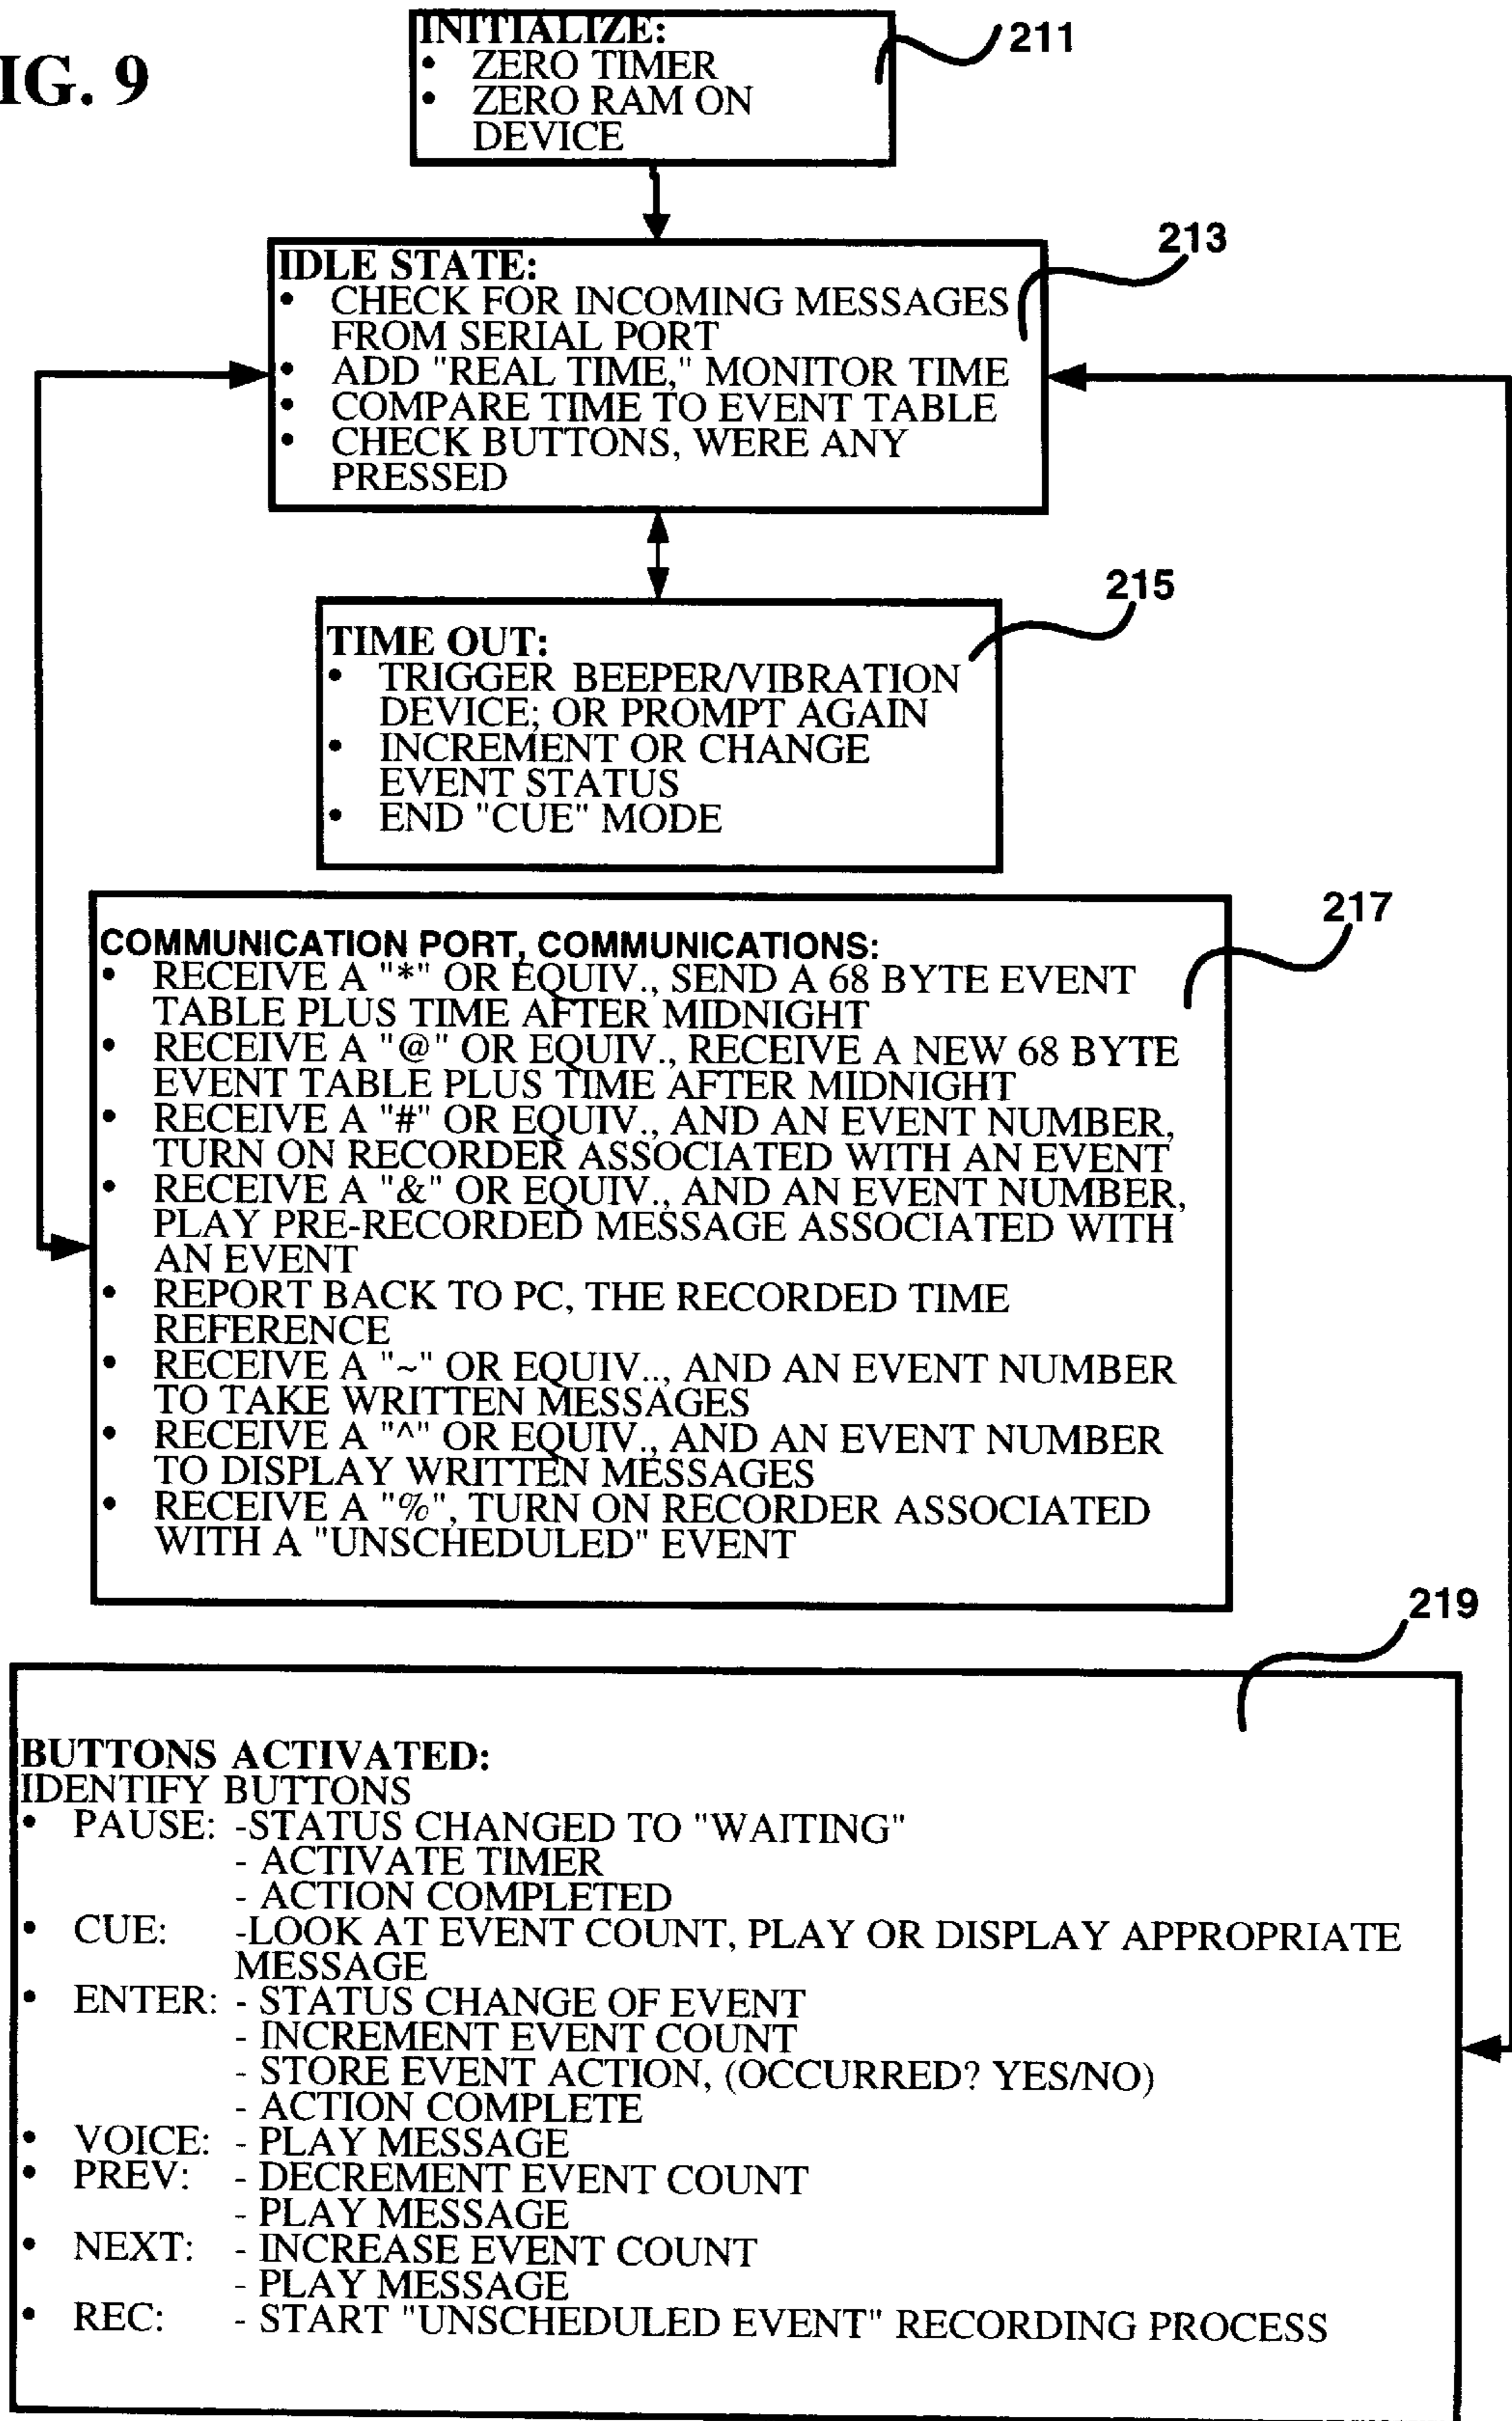 IG. 9
INITIALIZE:
• ZERO TIMER
• ZERO RAM ON
DEVICE
211
IDLE STATE:
• CHECK FOR INCOMING MESSAGES
FROM SERIAL PORT
• ADD "REAL TIME," MONITOR TIME
• COMPARE TIME TO EVENT TABLE
• CHECK BUTTONS, WERE ANY
PRESSED
213
TIME OUT:
• TRIGGER BEEPER/VIBRATION
DEVICE; OR PROMPT AGAIN
• INCREMENT OR CHANGE
EVENT STATUS
• END "CUE" MODE
215
COMMUNICATION PORT, COMMUNICATIONS:
• RECEIVE A "*" OR EQUIV., SEND A 68 BYTE EVENT
TABLE PLUS TIME AFTER MIDNIGHT
• RECEIVE A "@" OR EQUIV., RECEIVE A NEW 68 BYTE
EVENT TABLE PLUS TIME AFTER MIDNIGHT
• RECEIVE A "#" OR EQUIV., AND AN EVENT NUMBER,
TURN ON RECORDER ASSOCIATED WITH AN EVENT
• RECEIVE A "&" OR EQUIV., AND AN EVENT NUMBER,
PLAY PRE-RECORDED MESSAGE ASSOCIATED WITH
AN EVENT
• REPORT BACK TO PC, THE RECORDED TIME
REFERENCE
• RECEIVE A "~" OR EQUIV.., AND AN EVENT NUMBER
TO TAKE WRITTEN MESSAGES
• RECEIVE A "^" OR EQUIV., AND AN EVENT NUMBER
TO DISPLAY WRITTEN MESSAGES
• RECEIVE A "%", TURN ON RECORDER ASSOCIATED
WITH A "UNSCHEDULED" EVENT
217
219
BUTTONS ACTIVATED:
IDENTIFY BUTTONS
• PAUSE: -STATUS CHANGED TO "WAITING"
- ACTIVATE TIMER
- ACTION COMPLETED
• CUE: -LOOK AT EVENT COUNT, PLAY OR DISPLAY APPROPRIATE
MESSAGE
• ENTER: - STATUS CHANGE OF EVENT
- INCREMENT EVENT COUNT
- STORE EVENT ACTION, (OCCURRED? YES/NO)
- ACTION COMPLETE
• VOICE: - PLAY MESSAGE
• PREV: - DECREMENT EVENT COUNT
- PLAY MESSAGE
• NEXT: - INCREASE EVENT COUNT
- PLAY MESSAGE
• REC: - START "UNSCHEDULED EVENT" RECORDING PROCESS